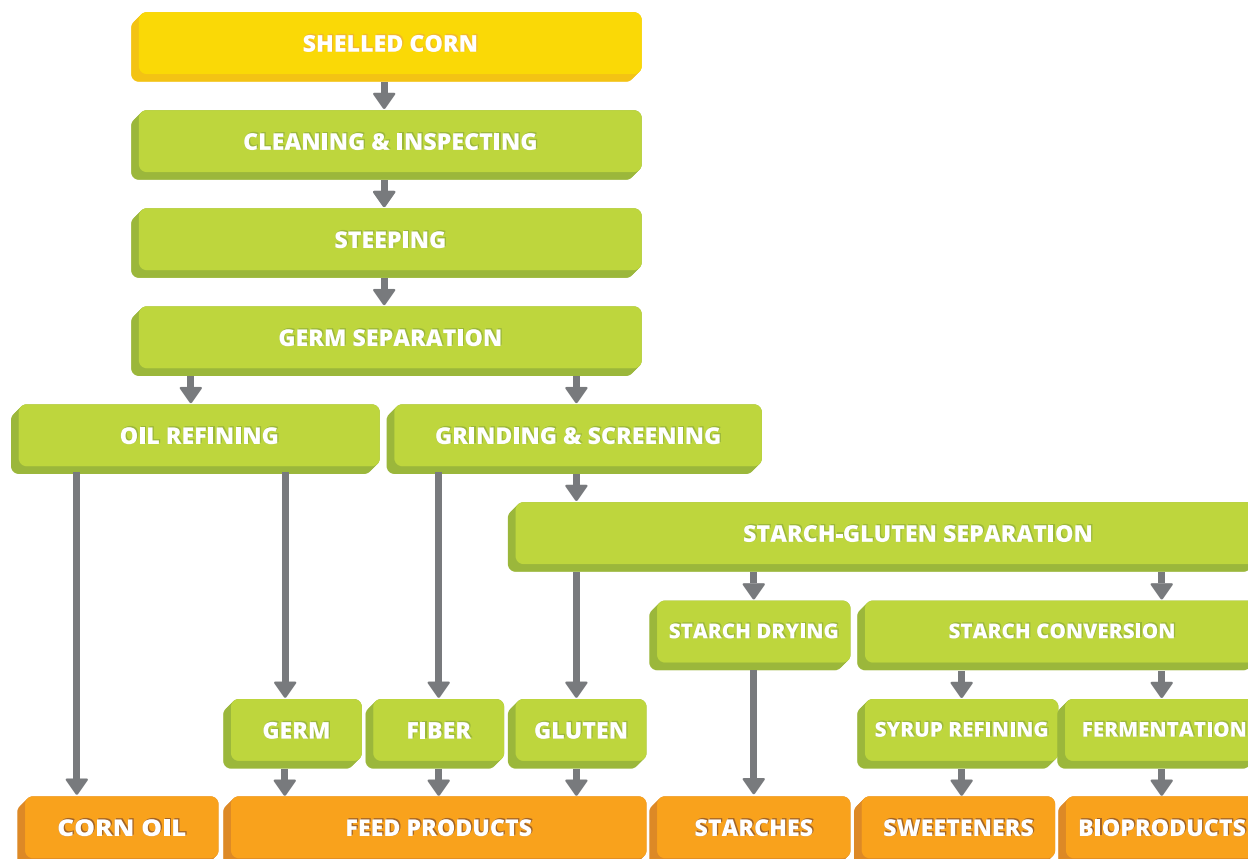 SHELLED CORN
CLEANING & INSPECTING
STEEPING
GERM SEPARATION
OIL REFINING
GRINDING & SCREENING
STARCH-GLUTEN SEPARATION
STARCH DRYING
STARCH CONVERSION
GERM
FIBER
GLUTEN
SYRUP REFINING
FERMENTATION
CORN OIL
FEED PRODUCTS
STARCHES
SWEETENERS
BIOPRODUCTS